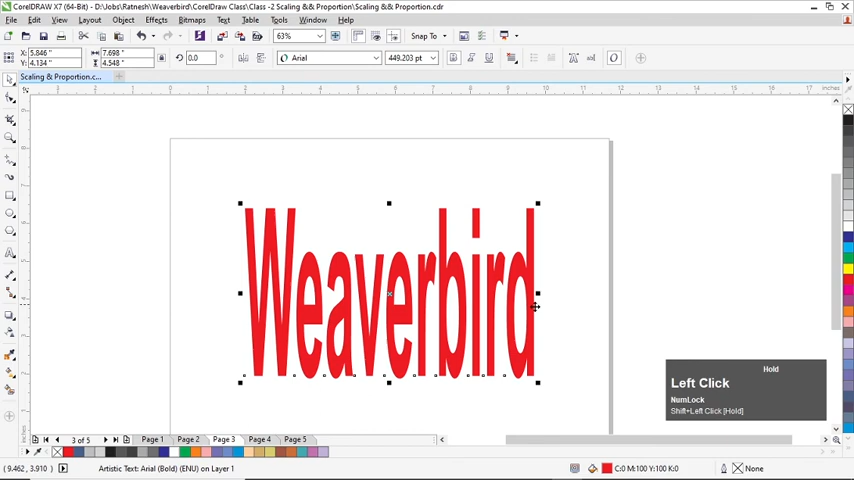 CorelDRAW X7 (64-Bit) - D:\Jobs\Ratnesh\Weaverbird\CorelDraw Class\Class -2 Scaling && Proportion\Scaling && Proportion.cdr
File Edit View Layout Object Effects Bitmaps Text Table Tools Window Help
63% Snap To
X: 5.846 " 7.698 " 0.0 Arial 449.203 pt
Y: 4.134 " 4.548 "
Scaling & Proportion.c...
inches
Weaverbird
Hold
Left Click
NumLock
Shift+Left Click [Hold]
3 of 5 Page 1 Page 2 Page 3 Page 4 Page 5
(9.462, 3.910) Artistic Text: Arial (Bold) (ENU) on Layer 1 C:0 M:100 Y:100 K:0 None